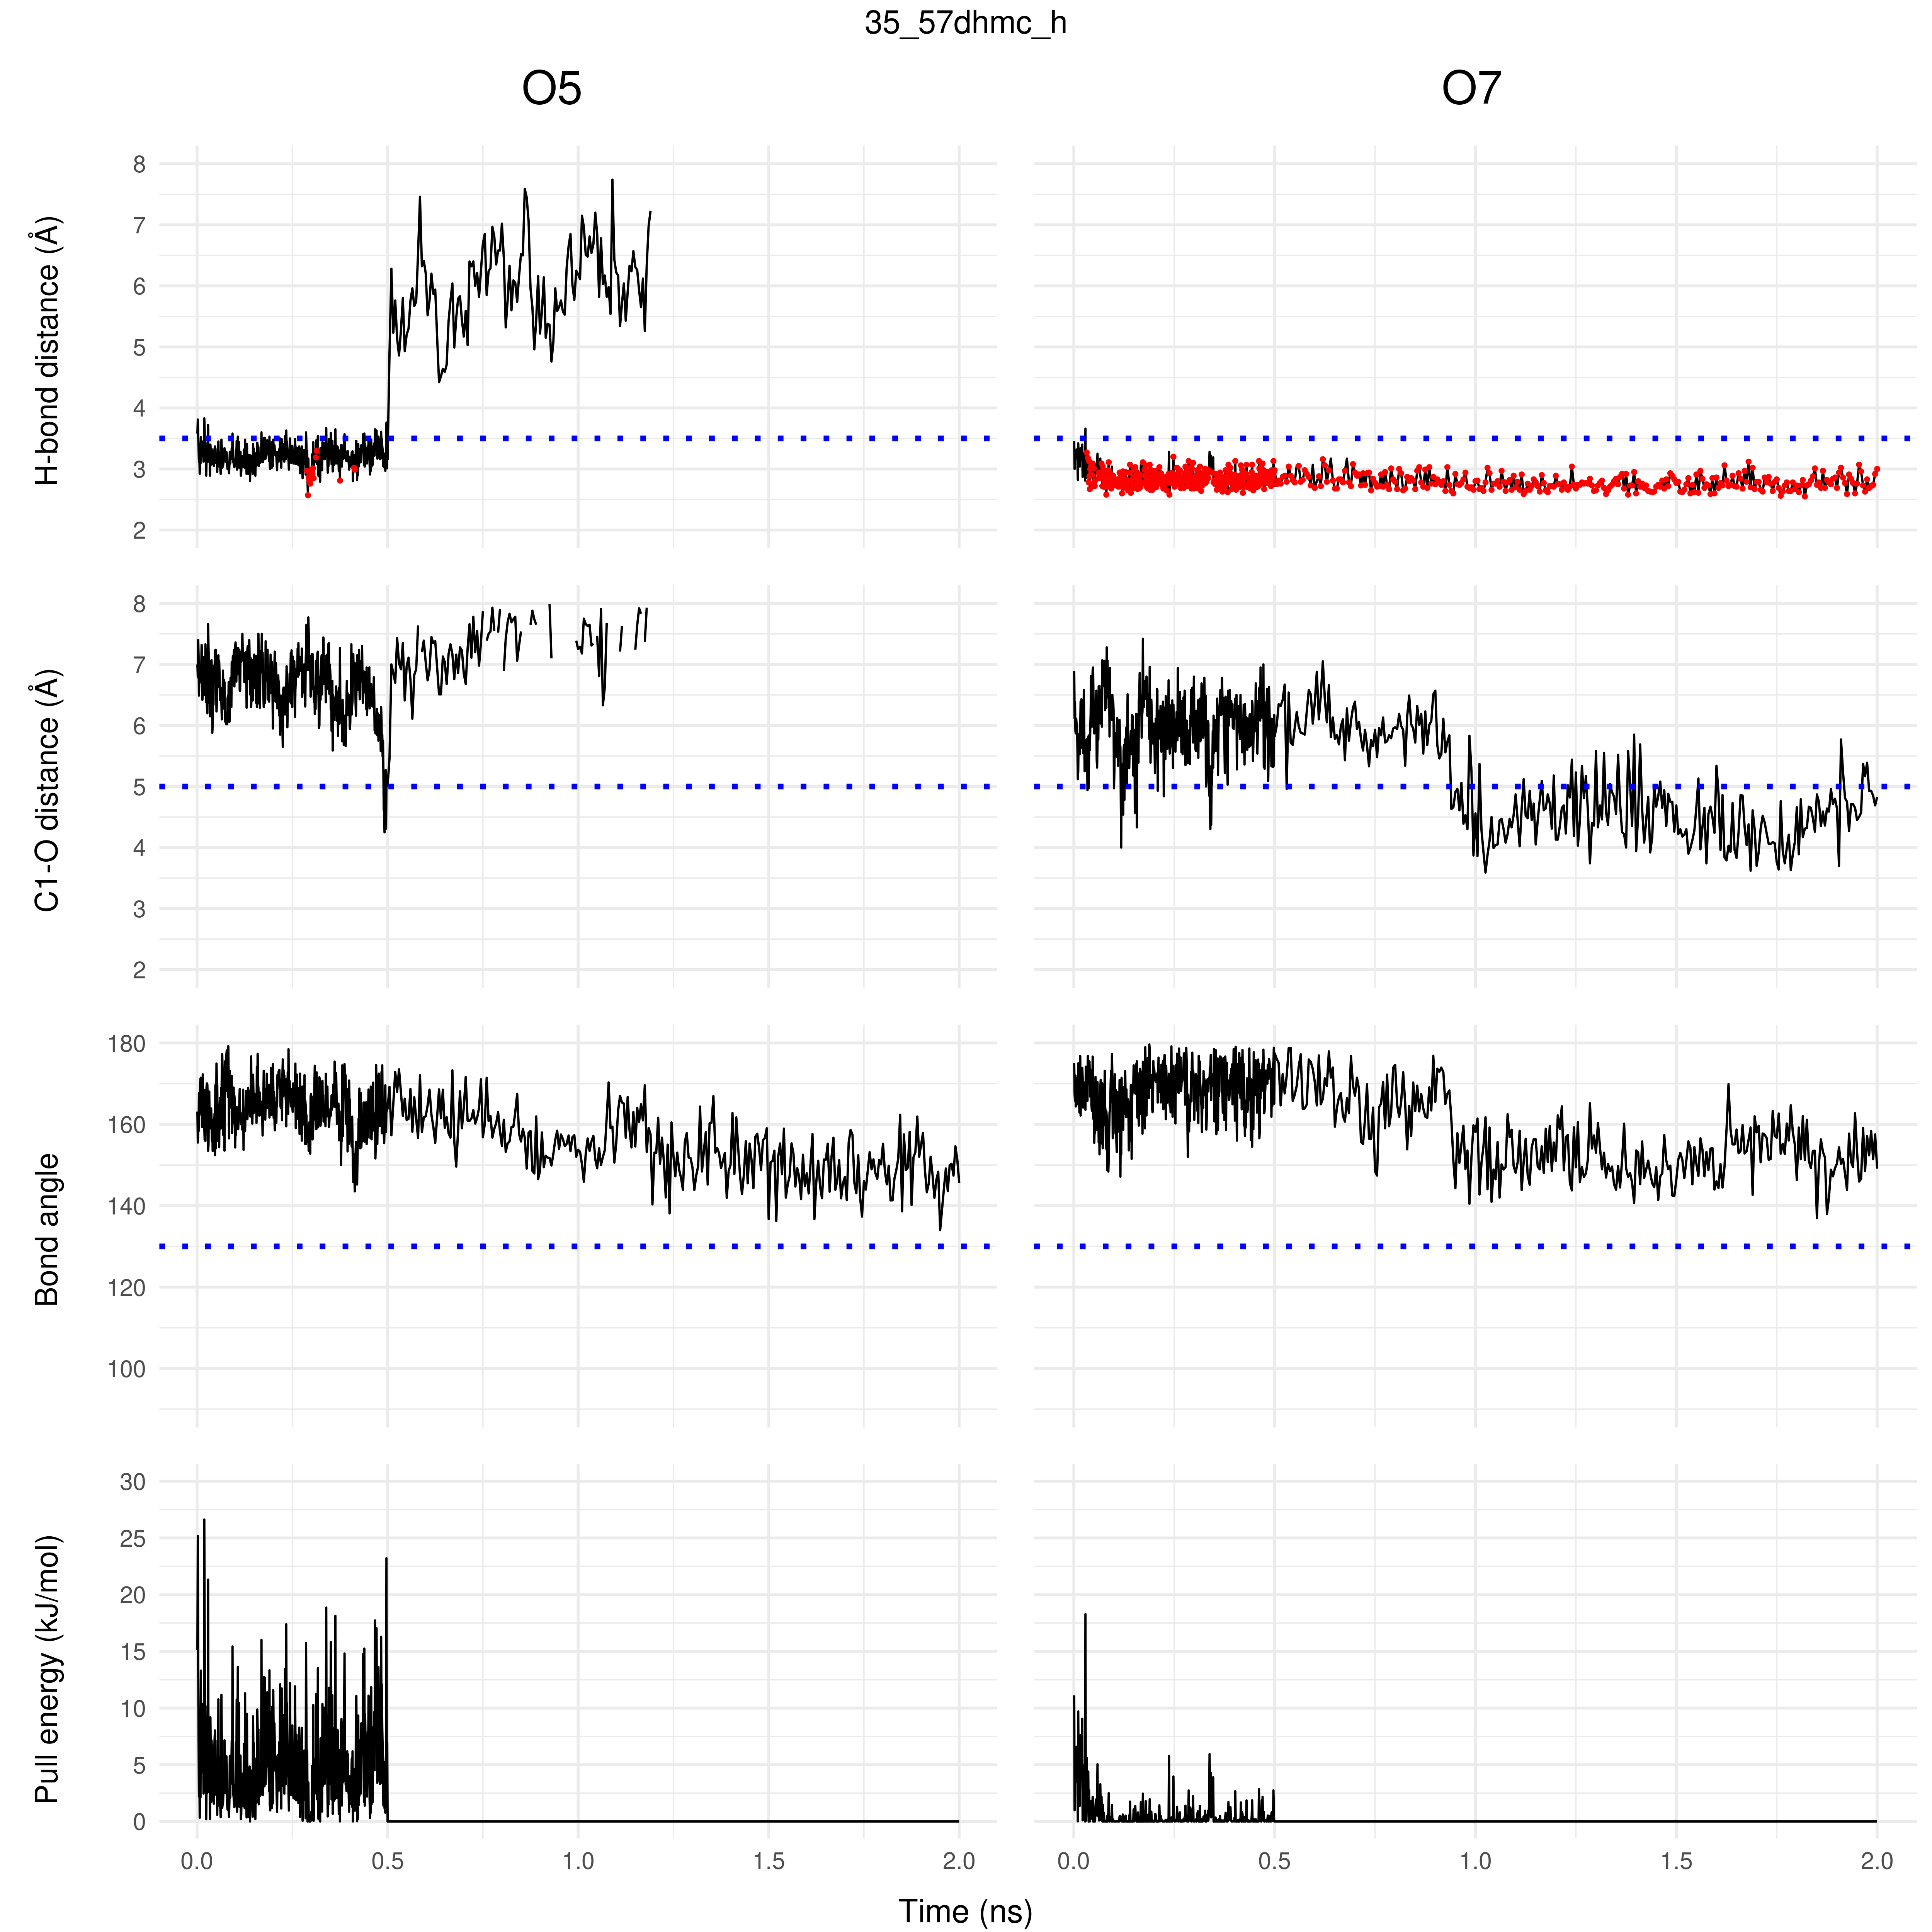 35_57dhmc_h
O5
O7
H-bond distance (Å)
8
7
6
5
4
3
2
C1-O distance (Å)
8
7
6
5
4
3
2
Bond angle
180
160
140
120
100
Pull energy (kJ/mol)
30
25
20
15
10
5
0
0.0 0.5 1.0 1.5 2.0
0.0 0.5 1.0 1.5 2.0
Time (ns)